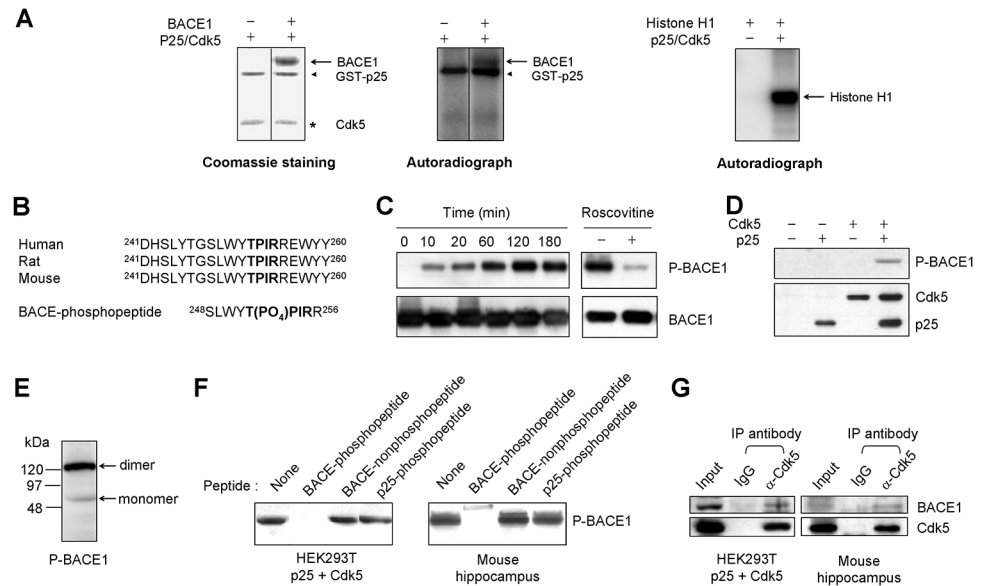 A
BACE1 − +
P25/Cdk5 + +
BACE1
GST-p25
* Cdk5
Coomassie staining
− +
+ +
BACE1
GST-p25
Autoradiograph
Histone H1 + +
p25/Cdk5 − +
Histone H1
Autoradiograph
B
Human ²⁴¹DHSLYTGSLWYTPIRREWYY²⁶⁰
Rat ²⁴¹DHSLYTGSLWYTPIRREWYY²⁶⁰
Mouse ²⁴¹DHSLYTGSLWYTPIRREWYY²⁶⁰
BACE-phosphopeptide ²⁴⁸SLWYT(PO₄)PIRR²⁵⁶
C
Time (min)
0 10 20 60 120 180
Roscovitine
− +
P-BACE1
BACE1
D
Cdk5 − − + +
p25 − + − +
P-BACE1
Cdk5
p25
E
kDa
120
97
48
dimer
monomer
P-BACE1
F
Peptide :
None
BACE-phosphopeptide
BACE-nonphosphopeptide
p25-phosphopeptide
None
BACE-phosphopeptide
BACE-nonphosphopeptide
p25-phosphopeptide
P-BACE1
HEK293T
p25 + Cdk5
Mouse
hippocampus
G
IP antibody
Input
IgG
α-Cdk5
IP antibody
Input
IgG
α-Cdk5
BACE1
Cdk5
HEK293T
p25 + Cdk5
Mouse
hippocampus